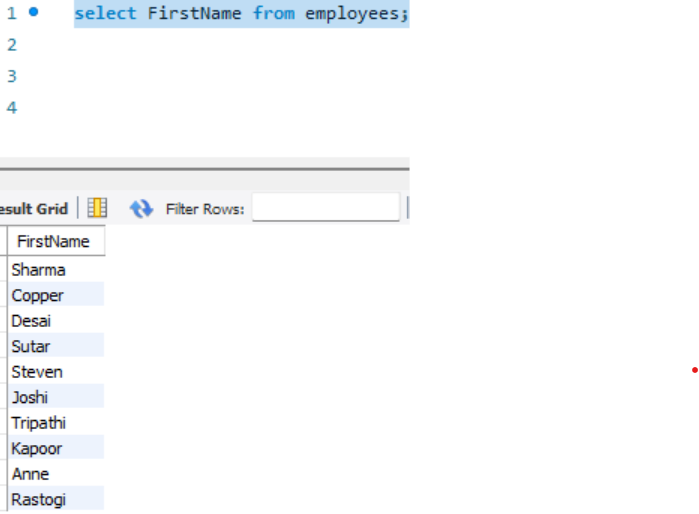 1 select FirstName from employees;
2
3
4
esult Grid Filter Rows:
FirstName
Sharma
Copper
Desai
Sutar
Steven
Joshi
Tripathi
Kapoor
Anne
Rastogi